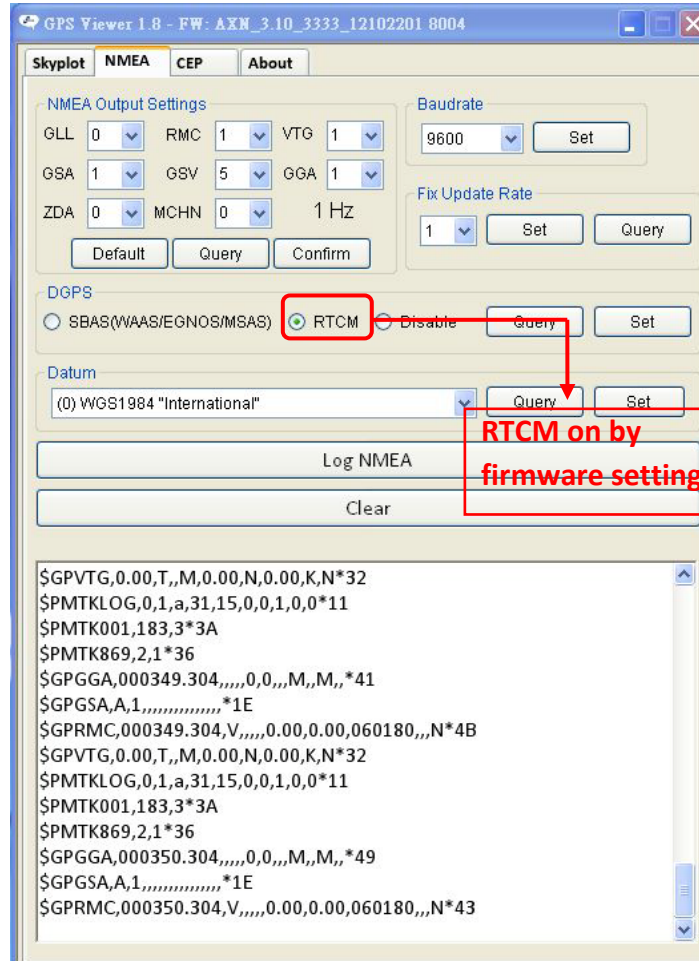 GPS Viewer 1.8 - FW: AXN_3.10_3333_12102201 8004
Skyplot NMEA CEP About
NMEA Output Settings
GLL 0 RMC 1 VTG 1
GSA 1 GSV 5 GGA 1
ZDA 0 MCHN 0 1 Hz
Default Query Confirm
Baudrate
9600 Set
Fix Update Rate
1 Set Query
DGPS
SBAS(WAAS/EGNOS/MSAS) RTCM Disable Query Set
Datum
(0) WGS1984 "International" Query Set
RTCM on by
firmware setting
Log NMEA
Clear
$GPVTG,0.00,T,,M,0.00,N,0.00,K,N*32
$PMTKLOG,0,1,a,31,15,0,0,1,0,0*11
$PMTK001,183,3*3A
$PMTK869,2,1*36
$GPGGA,000349.304,,,,,0,0,,,M,,M,,*41
$GPGSA,A,1,,,,,,,,,,,,,,,*1E
$GPRMC,000349.304,V,,,,,0.00,0.00,060180,,,N*4B
$GPVTG,0.00,T,,M,0.00,N,0.00,K,N*32
$PMTKLOG,0,1,a,31,15,0,0,1,0,0*11
$PMTK001,183,3*3A
$PMTK869,2,1*36
$GPGGA,000350.304,,,,,0,0,,,M,,M,,*49
$GPGSA,A,1,,,,,,,,,,,,,,,*1E
$GPRMC,000350.304,V,,,,,0.00,0.00,060180,,,N*43